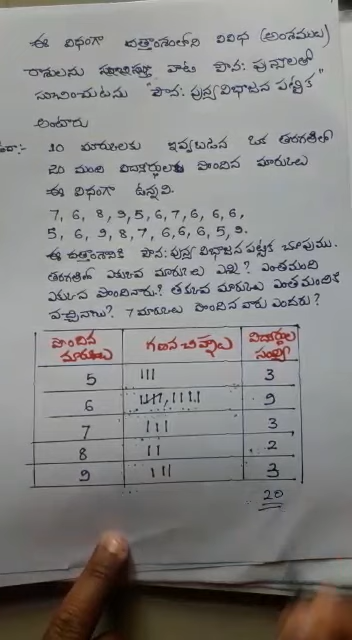 ఈ విధంగా దత్తాంశంలోని వివిధ (అంశముల)
రాశులను వాటి పౌన: పున్యాలతో
సూచించుటను "పౌన: పున్య విభాజన పట్టిక"
అంటారు
ఉదా:- 10 మార్కులకు ఇవ్వబడిన ఒక తరగతిలో
20 మంది విద్యార్థులకు పొందిన మార్కులు
ఈ విధంగా ఉన్నవి.
7, 6, 8, 9, 5, 6, 7, 6, 6, 6,
5, 6, 9, 8, 7, 6, 6, 6, 5, 9.
ఈ దత్తాంశానికి పౌన: పున్య విభాజన పట్టిక చూపుము.
తరగతిలో ఎక్కువ మార్కులు ఎన్ని? ఎంతమంది
ఎక్కువ పొందినారు? తక్కువ మార్కులు ఎంతమందికి
వచ్చినాయి? 7 మార్కులు పొందిన వారు ఎందరు?
పొందిన మార్కులు గణన చిహ్నాలు విద్యార్థుల సంఖ్య
5 ||| 3
6 ||||, |||| 9
7 ||| 3
8 || 2
9 ||| 3
20